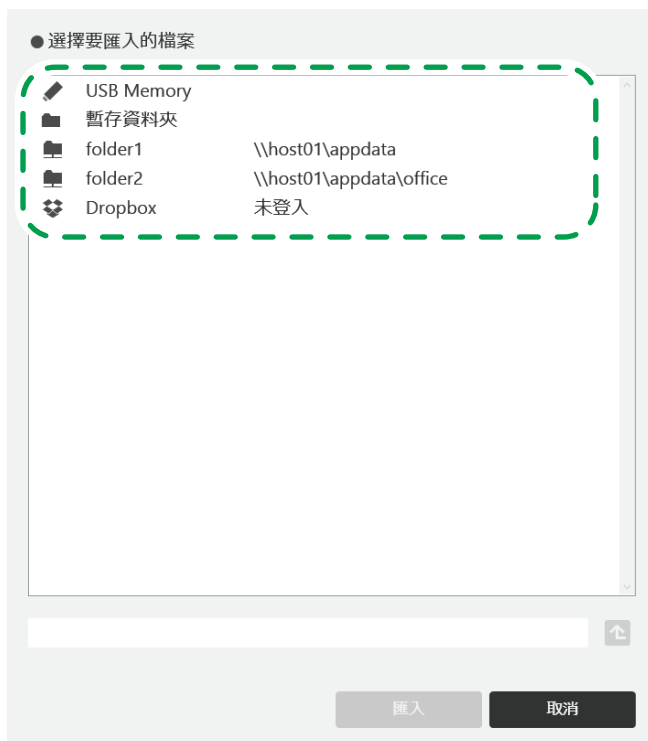 ●選擇要匯入的檔案
USB Memory
暫存資料夾
folder1 \\host01\appdata
folder2 \\host01\appdata\office
Dropbox 未登入
匯入 取消